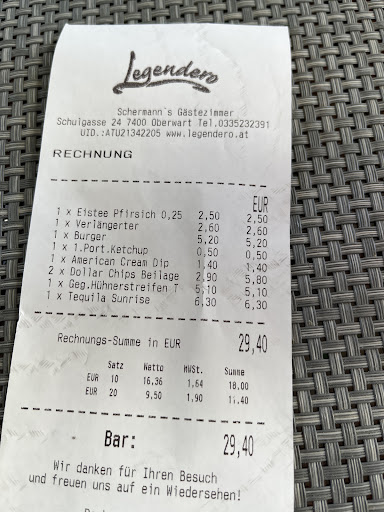 Legendero
Schermann´s Gästezimmer
Schulgasse 24 7400 Oberwart Tel.0335232391
UID.:ATU21342205 www.legendero.at
RECHNUNG
EUR
1 x Eistee Pfirsich 0,25 2,50 2,50
1 x Verlängerter 2,60 2,60
1 x Burger 5,20 5,20
1 x 1.Port.Ketchup 0,50 0,50
1 x American Cream Dip 1,40 1,40
2 x Dollar Chips Beilage 2,90 5,80
1 x Geg.Hühnerstreifen T 5,10 5,10
1 x Tequila Sunrise 6,30 6,30
Rechnungs-Summe in EUR 29,40
Satz Netto MWSt. Summe
EUR 10 16,36 1,64 18,00
EUR 20 9,50 1,90 11,40
Bar: 29,40
Wir danken für Ihren Besuch
und freuen uns auf ein Wiedersehen!